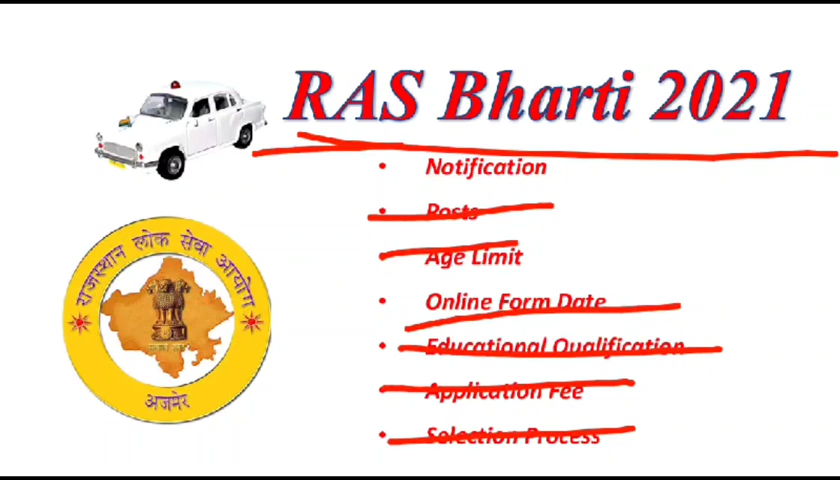 RAS Bharti 2021
• Notification
• Posts
• Age Limit
• Online Form Date
• Educational Qualification
• Application Fee
• Selection Process
राजस्थान लोक सेवा आयोग
अजमेर